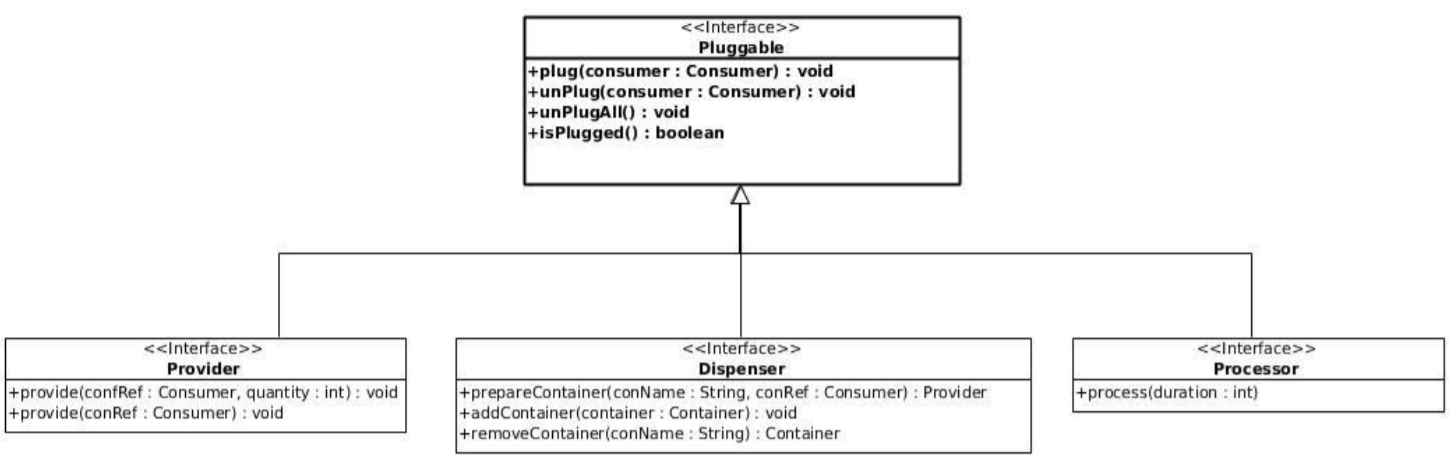 <<Interface>>
Pluggable
+plug(consumer : Consumer) : void
+unPlug(consumer : Consumer) : void
+unPlugAll() : void
+isPlugged() : boolean
<<Interface>>
Provider
+provide(confRef : Consumer, quantity : int) : void
+provide(conRef : Consumer) : void
<<Interface>>
Dispenser
+prepareContainer(conName : String, conRef : Consumer) : Provider
+addContainer(container : Container) : void
+removeContainer(conName : String) : Container
<<Interface>>
Processor
+process(duration : int)